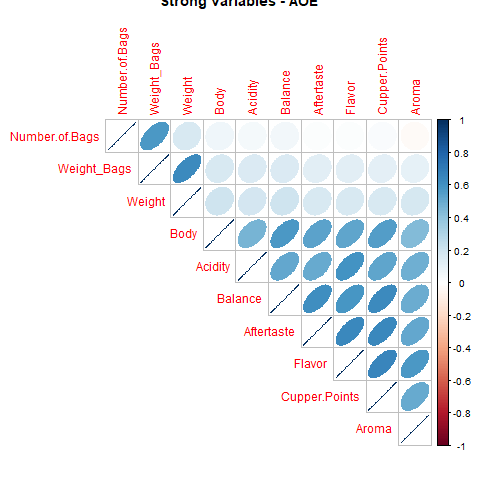 Strong Variables - AOE
Number.of.Bags
Weight_Bags
Weight
Body
Acidity
Balance
Aftertaste
Flavor
Cupper.Points
Aroma
Number.of.Bags
Weight_Bags
Weight
Body
Acidity
Balance
Aftertaste
Flavor
Cupper.Points
Aroma
1
0.8
0.6
0.4
0.2
0
-0.2
-0.4
-0.6
-0.8
-1